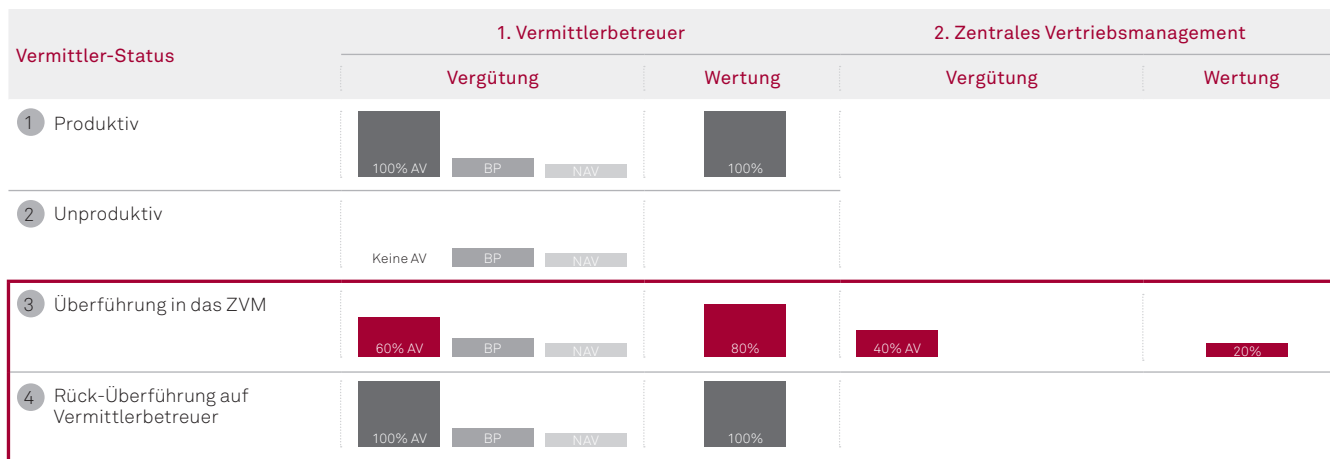 1. Vermittlerbetreuer 2. Zentrales Vertriebsmanagement
Vermittler-Status
Vergütung Wertung Vergütung Wertung
1 Produktiv
100% AV BP NAV 100%
2 Unproduktiv
Keine AV BP NAV
3 Überführung in das ZVM
60% AV BP NAV 80% 40% AV 20%
4 Rück-Überführung auf
Vermittlerbetreuer
100% AV BP NAV 100%